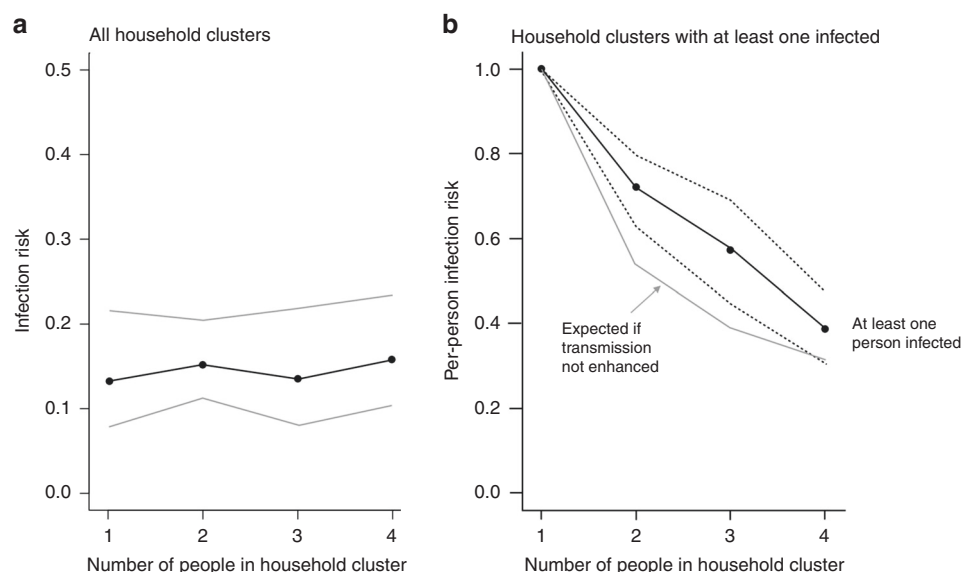 a
All household clusters
0.5
0.4
0.3
0.2
0.1
0.0
Infection risk
1 2 3 4
Number of people in household cluster
b
Household clusters with at least one infected
1.0
0.8
0.6
0.4
0.2
0.0
Per-person infection risk
Expected if
transmission
not enhanced
At least one
person infected
1 2 3 4
Number of people in household cluster